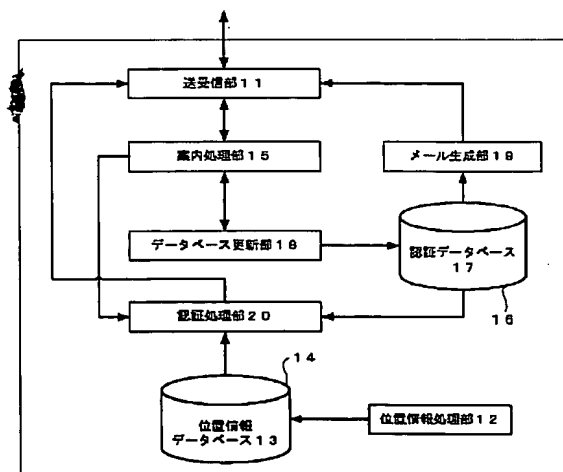 送受信部11
案内処理部15
メール生成部19
データベース更新部18
認証データベース
17
認証処理部20
16
14
位置情報
データベース13
位置情報処理部12